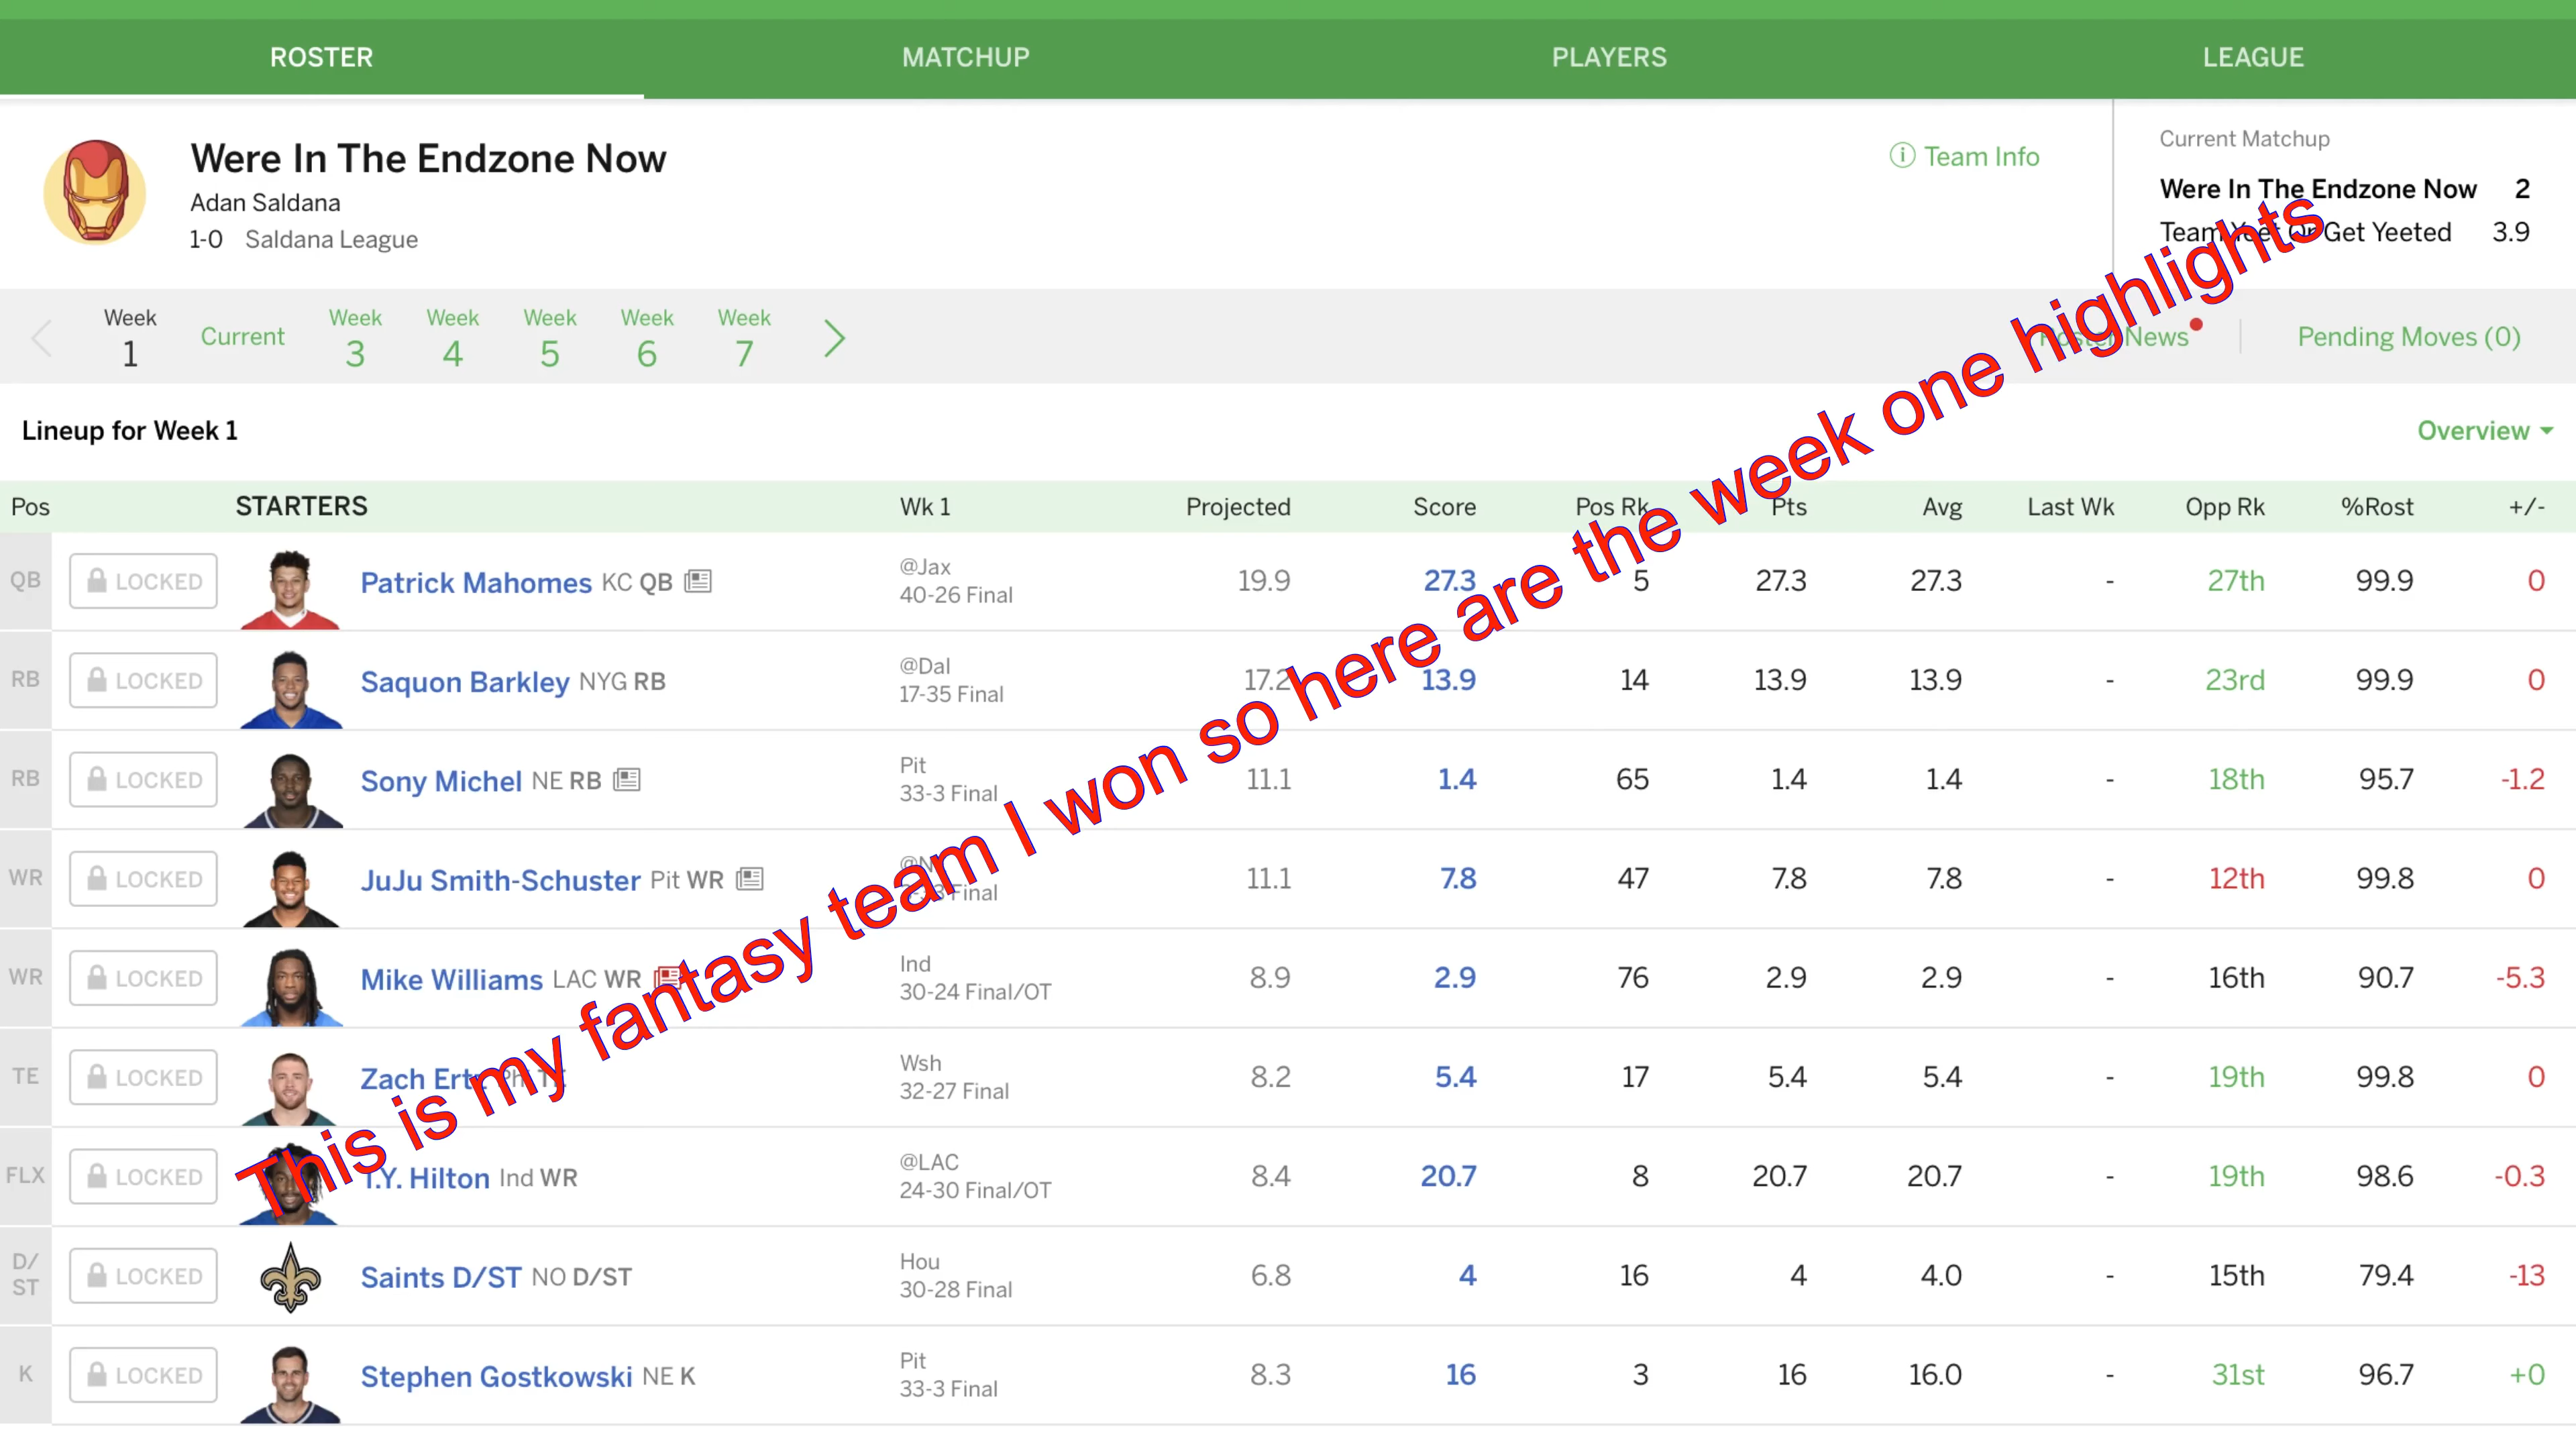 ROSTER MATCHUP PLAYERS LEAGUE
Were In The Endzone Now
Adan Saldana
1-0 Saldana League
Team Info
Current Matchup
Were In The Endzone Now 2
Team Yeet Or Get Yeeted 3.9
Week 1 Current Week 3 Week 4 Week 5 Week 6 Week 7
Roster News Pending Moves (0)
Lineup for Week 1 Overview
This is my fantasy team I won so here are the week one highlights
Pos STARTERS Wk 1 Projected Score Pos Rk Pts Avg Last Wk Opp Rk %Rost +/-
QB LOCKED Patrick Mahomes KC QB @Jax 40-26 Final 19.9 27.3 5 27.3 27.3 - 27th 99.9 0
RB LOCKED Saquon Barkley NYG RB @Dal 17-35 Final 17.2 13.9 14 13.9 13.9 - 23rd 99.9 0
RB LOCKED Sony Michel NE RB Pit 33-3 Final 11.1 1.4 65 1.4 1.4 - 18th 95.7 -1.2
WR LOCKED JuJu Smith-Schuster Pit WR Final 11.1 7.8 47 7.8 7.8 - 12th 99.8 0
WR LOCKED Mike Williams LAC WR Ind 30-24 Final/OT 8.9 2.9 76 2.9 2.9 - 16th 90.7 -5.3
TE LOCKED Zach Ertz Phi TE Wsh 32-27 Final 8.2 5.4 17 5.4 5.4 - 19th 99.8 0
FLX LOCKED T.Y. Hilton Ind WR @LAC 24-30 Final/OT 8.4 20.7 8 20.7 20.7 - 19th 98.6 -0.3
D/ST LOCKED Saints D/ST NO D/ST Hou 30-28 Final 6.8 4 16 4 4.0 - 15th 79.4 -13
K LOCKED Stephen Gostkowski NE K Pit 33-3 Final 8.3 16 3 16 16.0 - 31st 96.7 +0